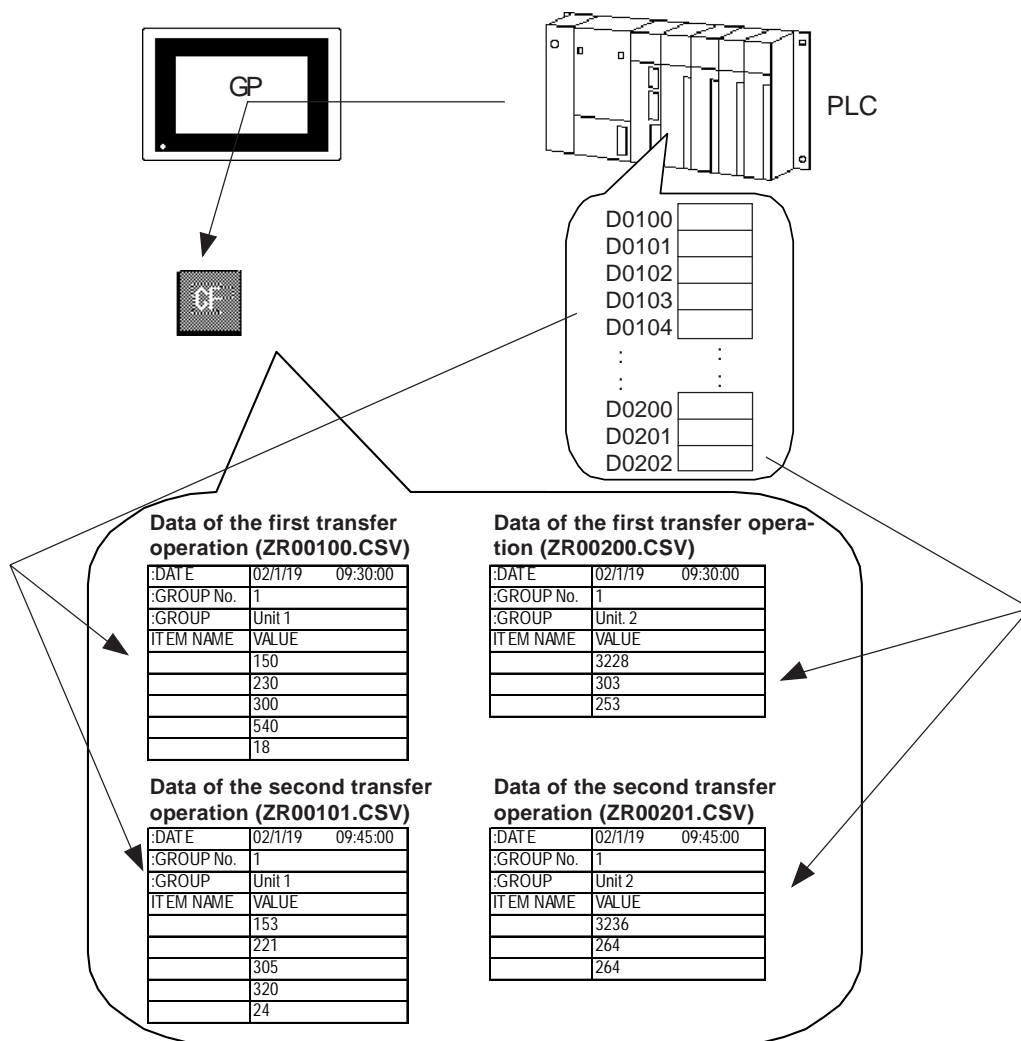 GP
PLC
CF
D0100
D0101
D0102
D0103
D0104
: :
: :
D0200
D0201
D0202
Data of the first transfer
operation (ZR00100.CSV)
:DATE 02/1/19 09:30:00
:GROUP No. 1
:GROUP Unit 1
ITEM NAME VALUE
150
230
300
540
18
Data of the first transfer opera-
tion (ZR00200.CSV)
:DATE 02/1/19 09:30:00
:GROUP No. 1
:GROUP Unit. 2
ITEM NAME VALUE
3228
303
253
Data of the second transfer
operation (ZR00101.CSV)
:DATE 02/1/19 09:45:00
:GROUP No. 1
:GROUP Unit 1
ITEM NAME VALUE
153
221
305
320
24
Data of the second transfer
operation (ZR00201.CSV)
:DATE 02/1/19 09:45:00
:GROUP No. 1
:GROUP Unit 2
ITEM NAME VALUE
3236
264
264